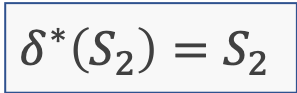 δ*(S₂) = S₂